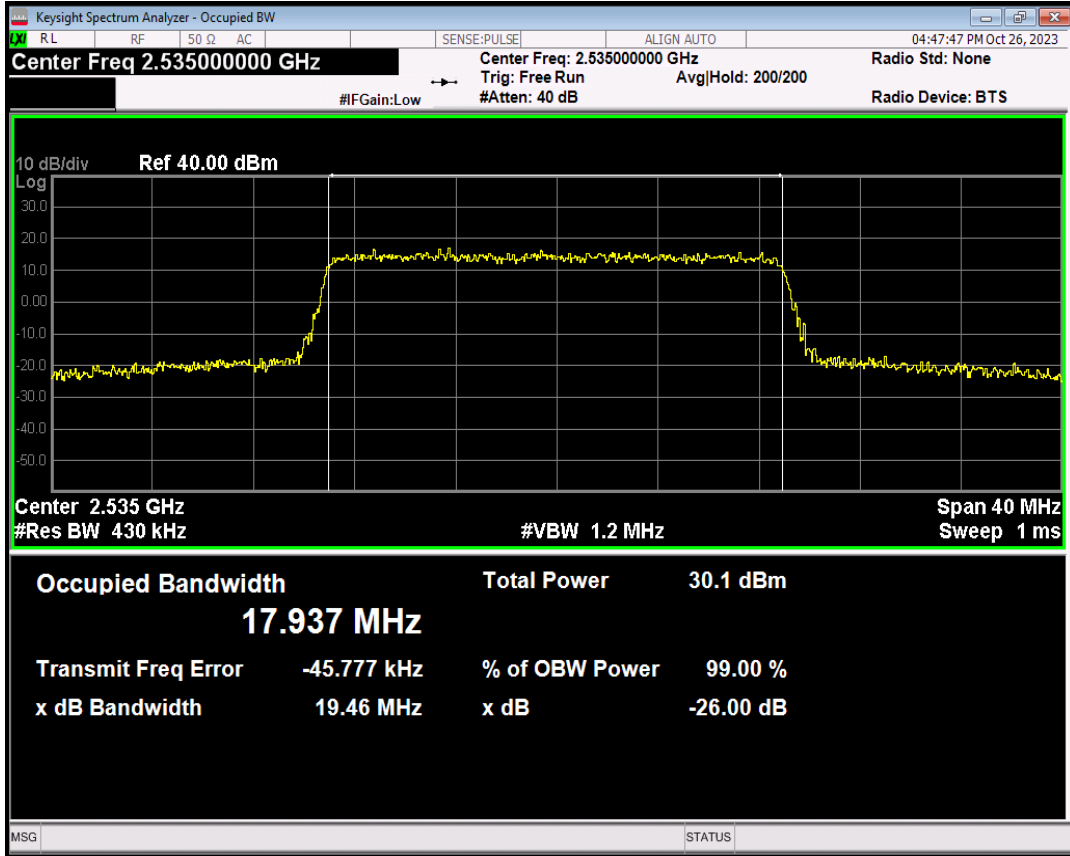 Keysight Spectrum Analyzer - Occupied BW
LXI RL RF 50 Ω AC SENSE:PULSE ALIGN AUTO 04:47:47 PM Oct 26, 2023
Center Freq 2.535000000 GHz Center Freq: 2.535000000 GHz Radio Std: None
Trig: Free Run Avg|Hold: 200/200
#IFGain:Low #Atten: 40 dB Radio Device: BTS
10 dB/div Ref 40.00 dBm
Log
30.0
20.0
10.0
0.00
-10.0
-20.0
-30.0
-40.0
-50.0
Center 2.535 GHz Span 40 MHz
#Res BW 430 kHz #VBW 1.2 MHz Sweep 1 ms
Occupied Bandwidth Total Power 30.1 dBm
17.937 MHz
Transmit Freq Error -45.777 kHz % of OBW Power 99.00 %
x dB Bandwidth 19.46 MHz x dB -26.00 dB
MSG STATUS